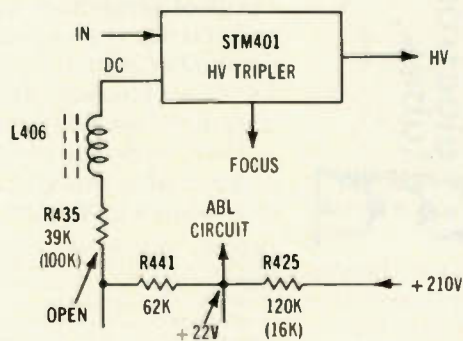 IN
STM401
HV TRIPLER
HV
DC
L406
FOCUS
R435
39K
(100K)
ABL
CIRCUIT
R441
R425
+210V
OPEN
62K
+22V
120K
(16K)